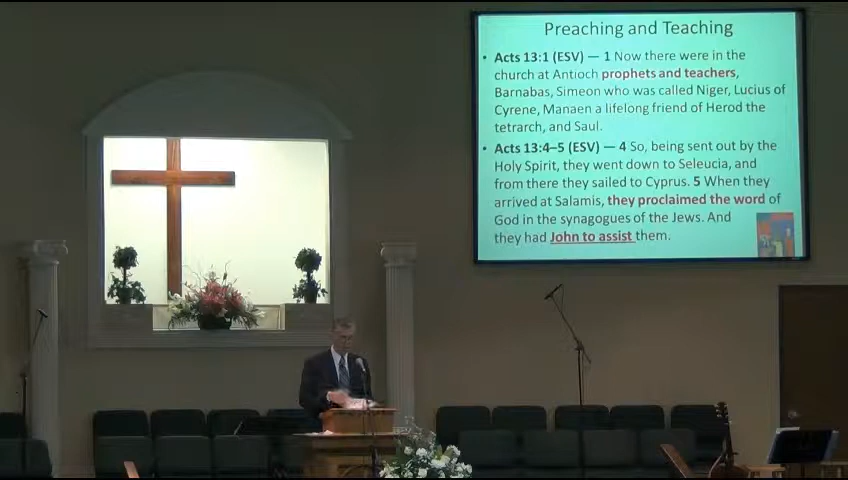 Preaching and Teaching
• Acts 13:1 (ESV) — 1 Now there were in the
church at Antioch prophets and teachers,
Barnabas, Simeon who was called Niger, Lucius of
Cyrene, Manaen a lifelong friend of Herod the
tetrarch, and Saul.
• Acts 13:4–5 (ESV) — 4 So, being sent out by the
Holy Spirit, they went down to Seleucia, and
from there they sailed to Cyprus. 5 When they
arrived at Salamis, they proclaimed the word of
God in the synagogues of the Jews. And
they had John to assist them.